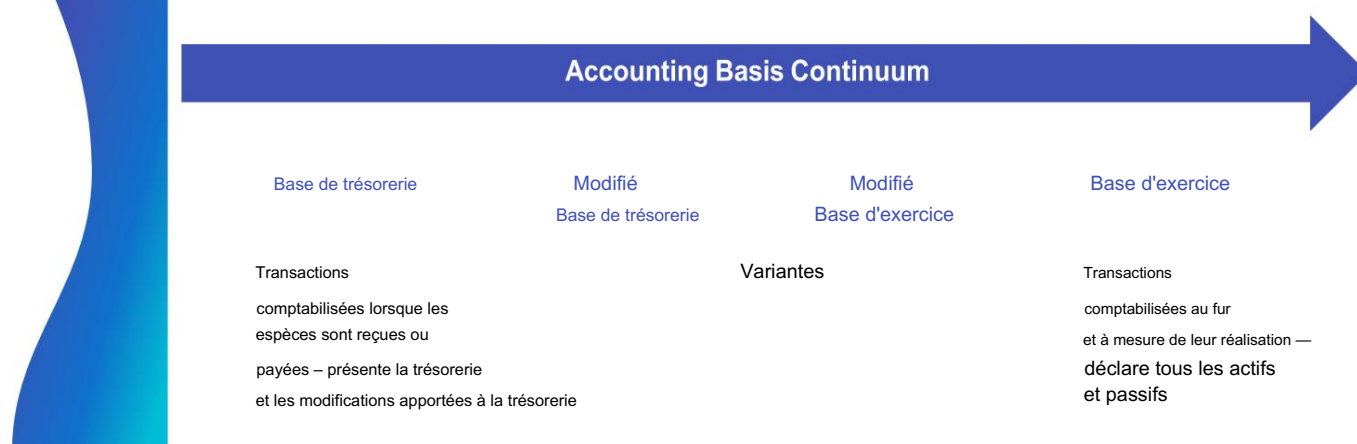 Accounting Basis Continuum
Base de trésorerie
Modifié
Base de trésorerie
Modifié
Base d'exercice
Base d'exercice
Transactions
comptabilisées lorsque les
espèces sont reçues ou
payées – présente la trésorerie
et les modifications apportées à la trésorerie
Variantes
Transactions
comptabilisées au fur
et à mesure de leur réalisation —
déclare tous les actifs
et passifs